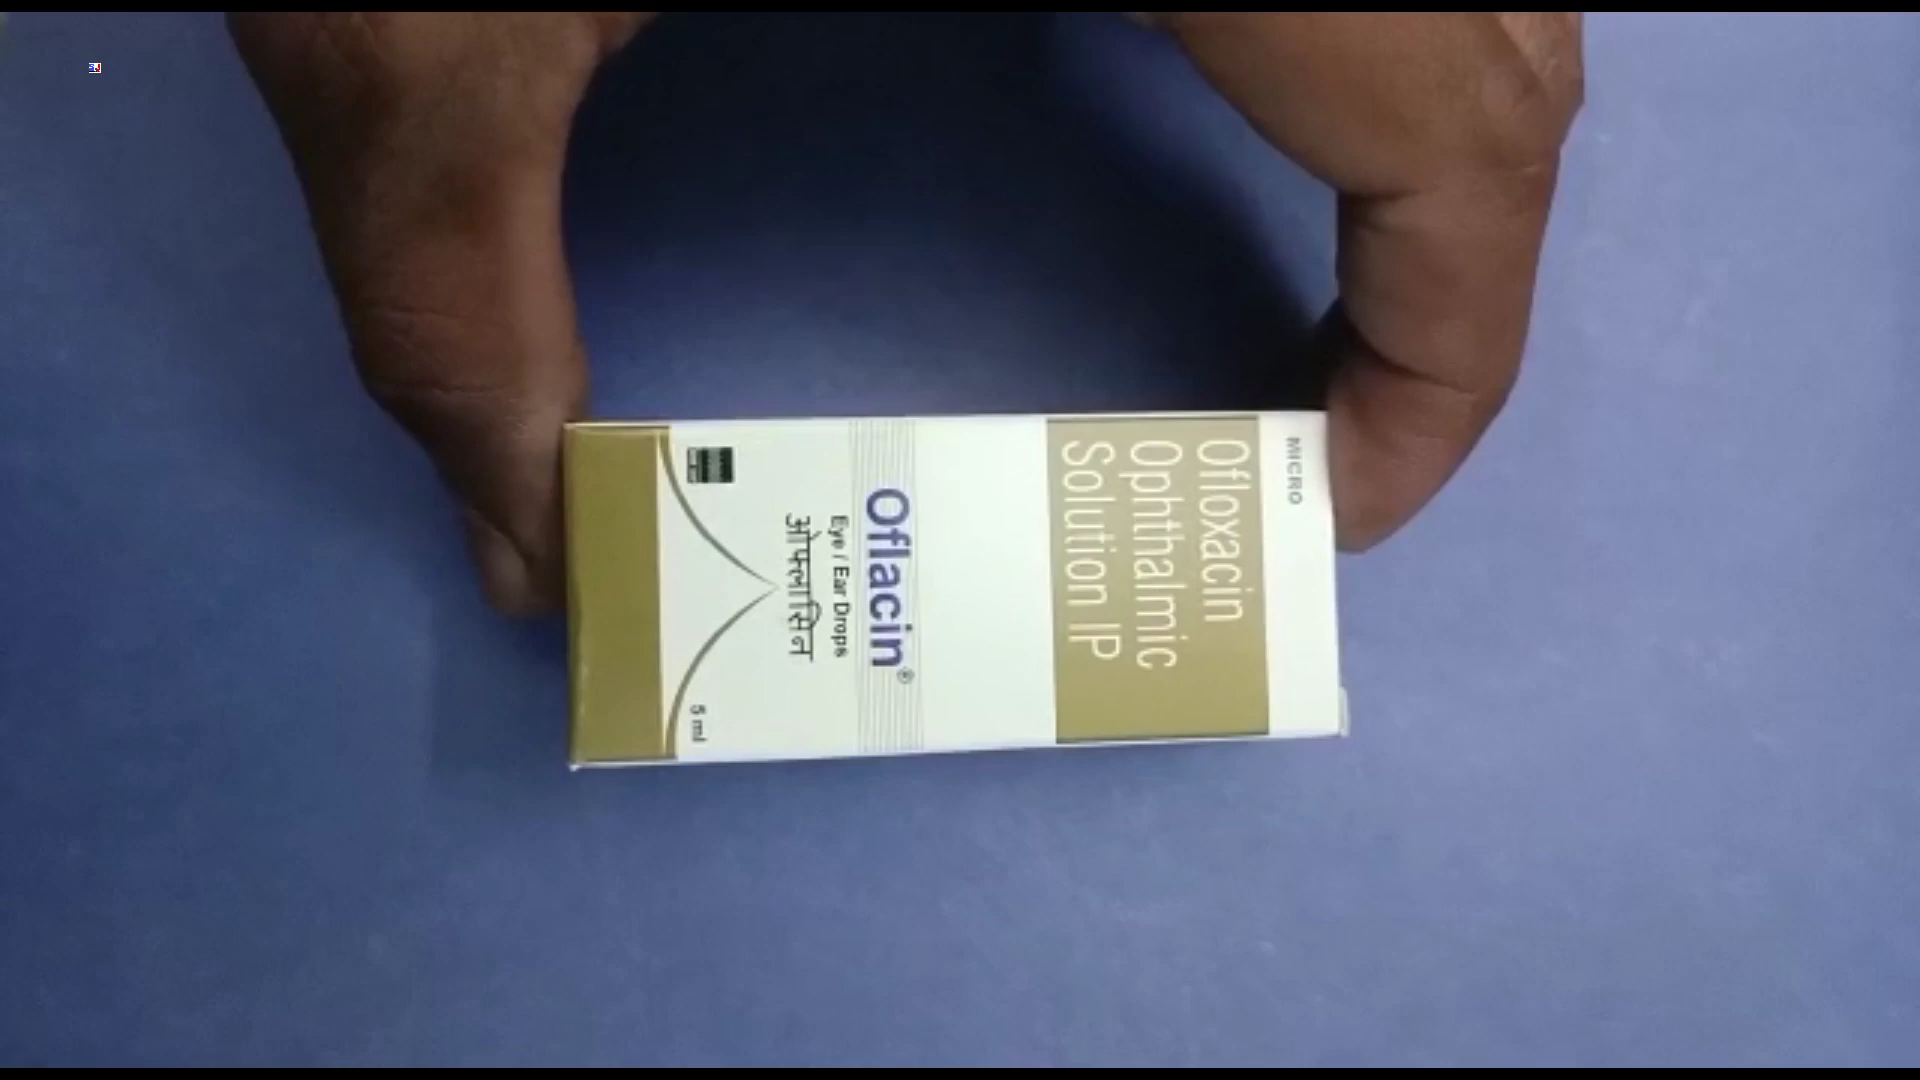 MICRO
Ofloxacin
Ophthalmic
Solution IP
Oflacin®
Eye / Ear Drops
ओफ्लासिन
5 ml